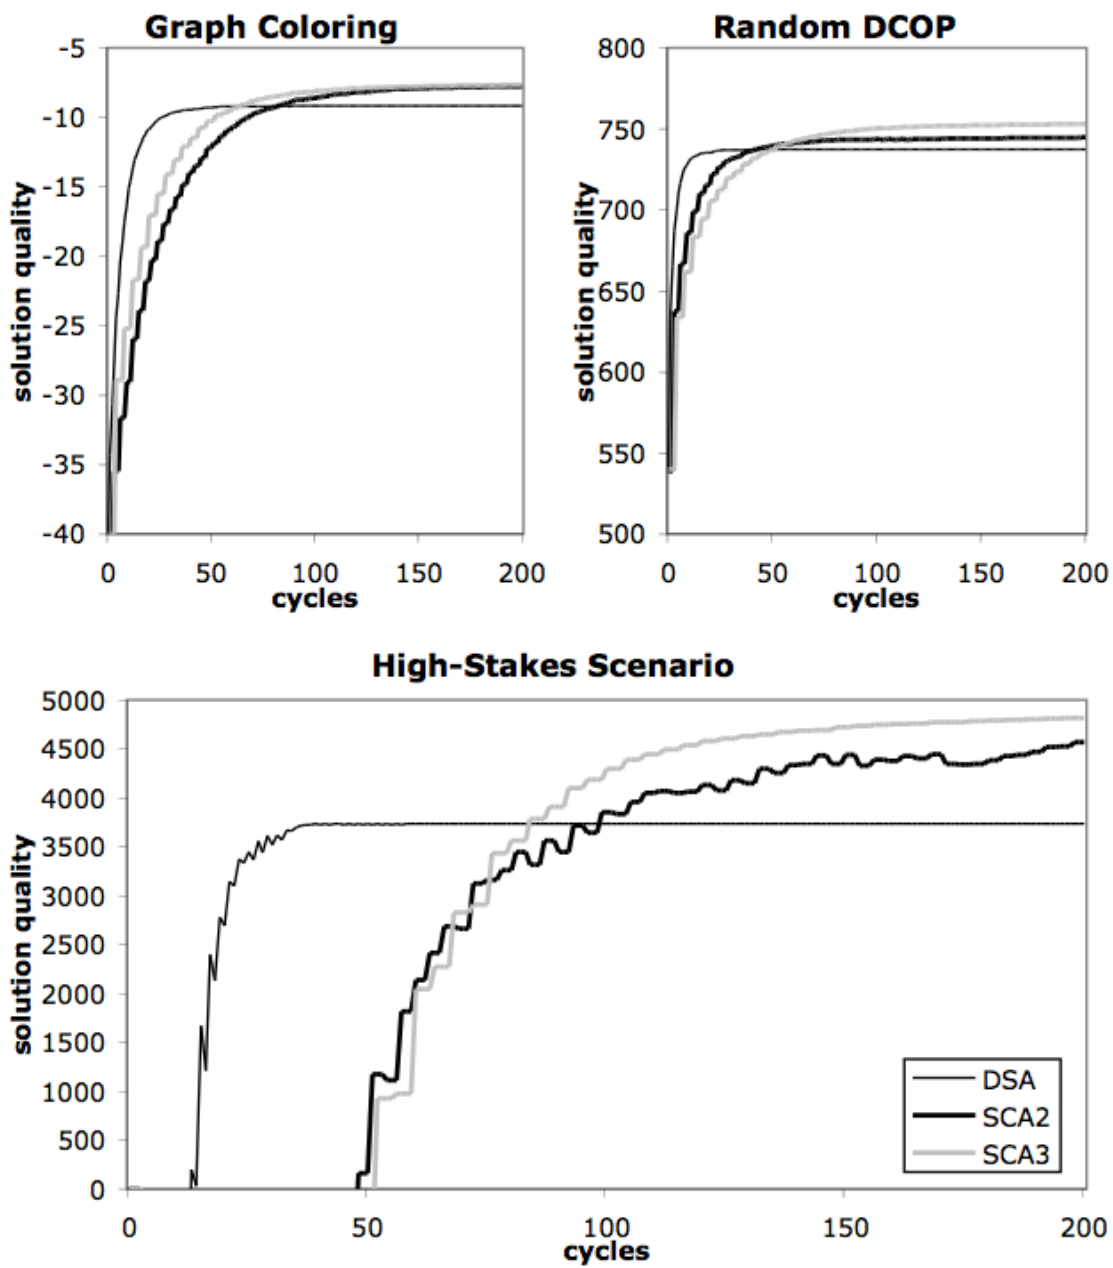 Graph Coloring
-5
-10
-15
-20
-25
-30
-35
-40
solution quality
0 50 100 150 200
cycles
Random DCOP
800
750
700
650
600
550
500
solution quality
0 50 100 150 200
cycles
High-Stakes Scenario
5000
4500
4000
3500
3000
2500
2000
1500
1000
500
0
solution quality
DSA
SCA2
SCA3
0 50 100 150 200
cycles